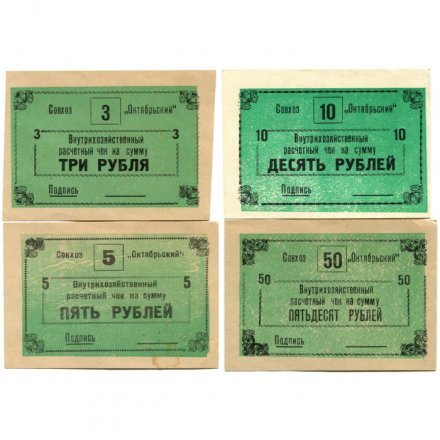 Совхоз 3 „Октябрьский"
3 Внутрихозяйственный 3
расчетный чек на сумму
ТРИ РУБЛЯ
Подпись
Совхоз 10 „Октябрьский"
10 Внутрихозяйственный 10
расчетный чек на сумму
ДЕСЯТЬ РУБЛЕЙ
Подпись
Совхоз 5 „Октябрьский"
5 Внутрихозяйственный 5
расчетный чек на сумму
ПЯТЬ РУБЛЕЙ
Подпись
Совхоз 50 „Октябрьский"
50 Внутрихозяйственный 50
расчетный чек на сумму
ПЯТЬДЕСЯТ РУБЛЕЙ
Подпись